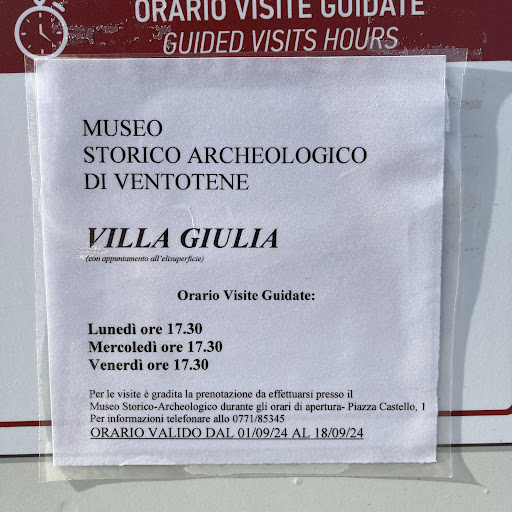 ORARIO VISITE GUIDATE
GUIDED VISITS HOURS
MUSEO
STORICO ARCHEOLOGICO
DI VENTOTENE
VILLA GIULIA
(con appuntamento all'elisuperficie)
Orario Visite Guidate:
Lunedì ore 17.30
Mercoledì ore 17.30
Venerdì ore 17.30
Per le visite è gradita la prenotazione da effettuarsi presso il
Museo Storico-Archeologico durante gli orari di apertura- Piazza Castello, 1
Per informazioni telefonare allo 0771/85345
ORARIO VALIDO DAL 01/09/24 AL 18/09/24